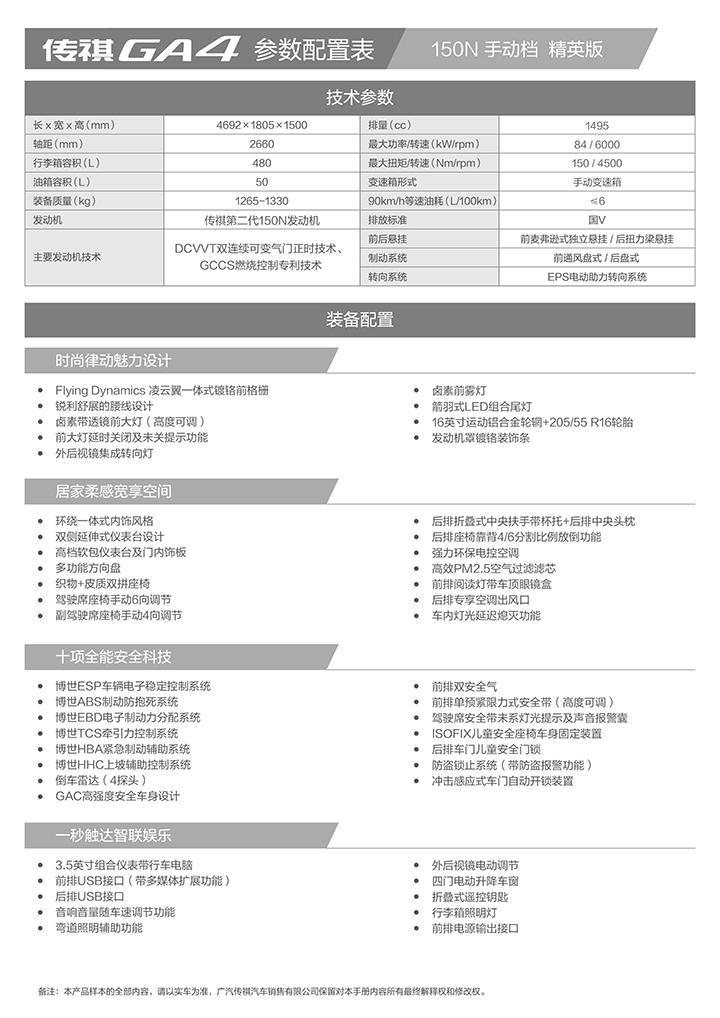 传祺GA4 参数配置表 150N 手动档 精英版
技术参数
长 x 宽 x 高（mm） 4692×1805×1500 排量（cc） 1495
轴距（mm） 2660 最大功率/转速（kW/rpm） 84 / 6000
行李箱容积（L） 480 最大扭矩/转速（Nm/rpm） 150 / 4500
油箱容积（L） 50 变速箱形式 手动变速箱
装备质量（kg） 1265-1330 90km/h等速油耗（L/100km） ≤6
发动机 传祺第二代150N发动机 排放标准 国V
主要发动机技术 DCVVT双连续可变气门正时技术、
GCCS燃烧控制专利技术
前后悬挂 前麦弗逊式独立悬挂 / 后扭力梁悬挂
制动系统 前通风盘式 / 后盘式
转向系统 EPS电动助力转向系统
装备配置
时尚律动魅力设计
● Flying Dynamics 凌云翼一体式镀铬前格栅
● 锐利舒展的腰线设计
● 卤素带透镜前大灯（高度可调）
● 前大灯延时关闭及未关提示功能
● 外后视镜集成转向灯
● 卤素前雾灯
● 箭羽式LED组合尾灯
● 16英寸运动铝合金轮辋+205/55 R16轮胎
● 发动机罩镀铬装饰条
居家柔感宽享空间
● 环绕一体式内饰风格
● 双侧延伸式仪表台设计
● 高档软包仪表台及门内饰板
● 多功能方向盘
● 织物+皮质双拼座椅
● 驾驶席座椅手动6向调节
● 副驾驶席座椅手动4向调节
● 后排折叠式中央扶手带杯托+后排中央头枕
● 后排座椅靠背4/6分割比例放倒功能
● 强力环保电控空调
● 高效PM2.5空气过滤滤芯
● 前排阅读灯带车顶眼镜盒
● 后排专享空调出风口
● 车内灯光延迟熄灭功能
十项全能安全科技
● 博世ESP车辆电子稳定控制系统
● 博世ABS制动防抱死系统
● 博世EBD电子制动力分配系统
● 博世TCS牵引力控制系统
● 博世HBA紧急制动辅助系统
● 博世HHC上坡辅助控制系统
● 倒车雷达（4探头）
● GAC高强度安全车身设计
● 前排双安全气
● 前排单预紧限力式安全带（高度可调）
● 驾驶席安全带未系灯光提示及声音报警囊
● ISOFIX儿童安全座椅车身固定装置
● 后排车门儿童安全门锁
● 防盗锁止系统（带防盗报警功能）
● 冲击感应式车门自动开锁装置
一秒触达智联娱乐
● 3.5英寸组合仪表带行车电脑
● 前排USB接口（带多媒体扩展功能）
● 后排USB接口
● 音响音量随车速调节功能
● 弯道照明辅助功能
● 外后视镜电动调节
● 四门电动升降车窗
● 折叠式遥控钥匙
● 行李箱照明灯
● 前排电源输出接口
备注：本产品样本的全部内容，请以实车为准，广汽传祺汽车销售有限公司保留对本手册内容所有最终解释权和修改权。